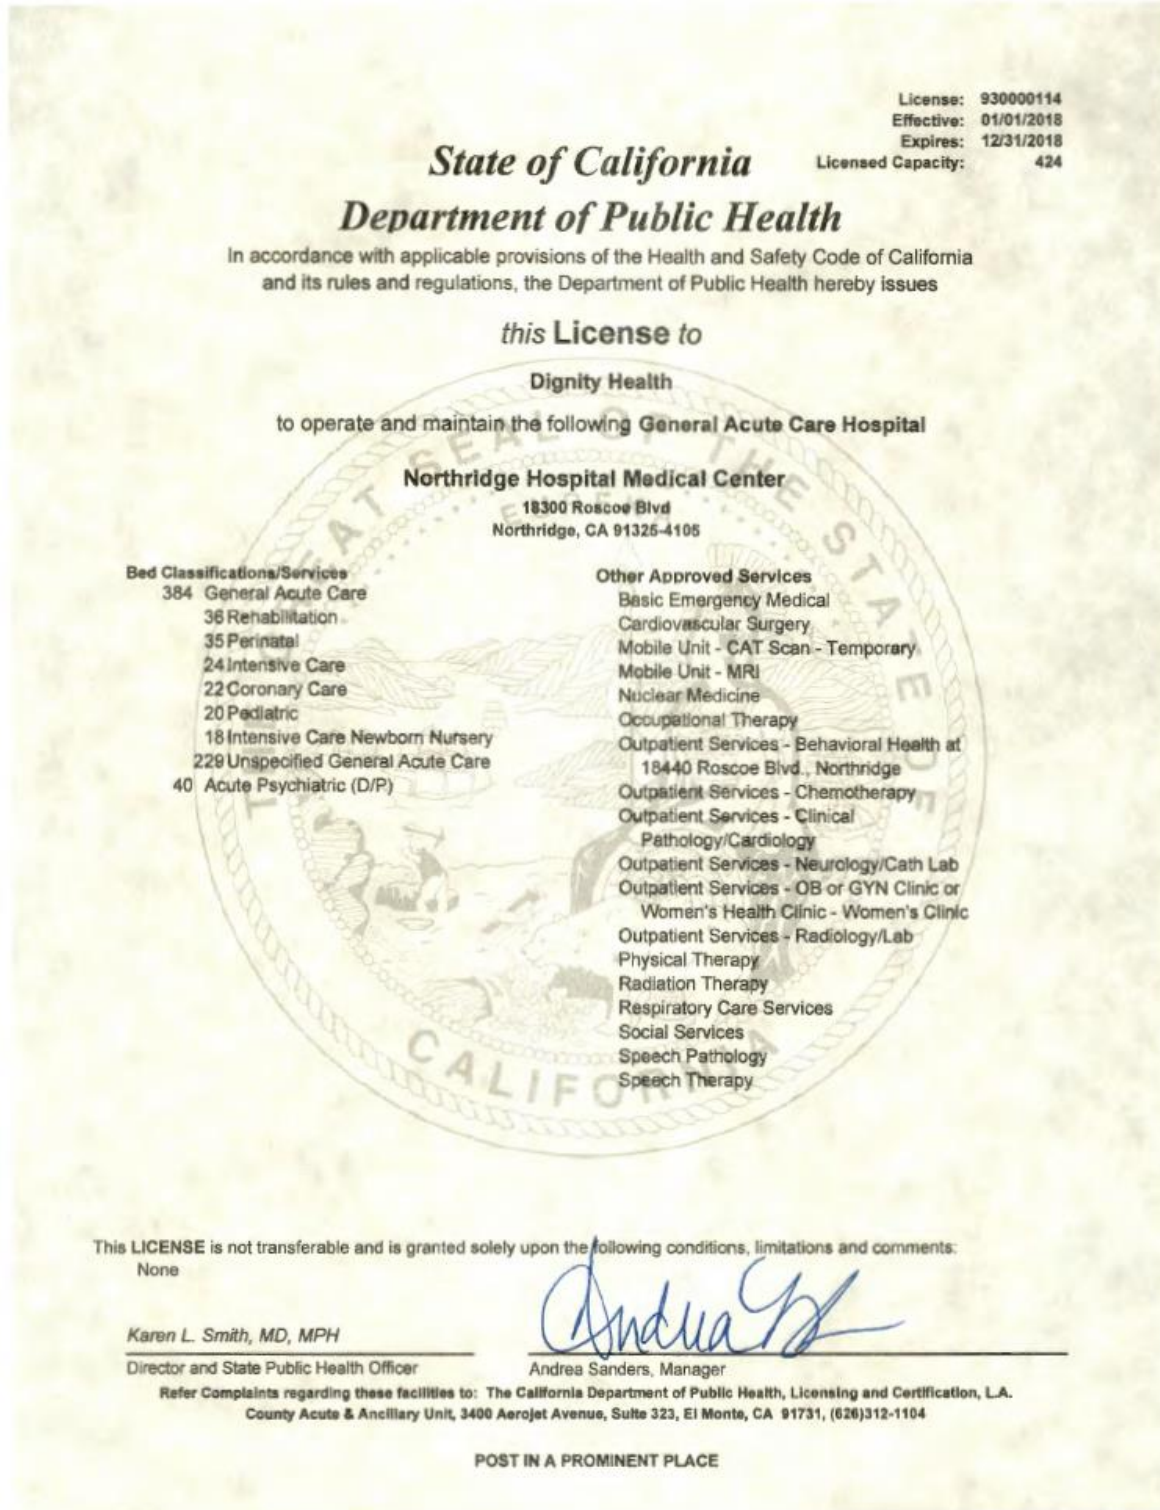 License: 930000114
Effective: 01/01/2018
Expires: 12/31/2018
Licensed Capacity: 424
State of California
Department of Public Health
In accordance with applicable provisions of the Health and Safety Code of California
and its rules and regulations, the Department of Public Health hereby issues
this License to
Dignity Health
to operate and maintain the following General Acute Care Hospital
Northridge Hospital Medical Center
18300 Roscoe Blvd
Northridge, CA 91325-4105
Bed Classifications/Services
384 General Acute Care
36 Rehabilitation
35 Perinatal
24 Intensive Care
22 Coronary Care
20 Pediatric
18 Intensive Care Newborn Nursery
229 Unspecified General Acute Care
40 Acute Psychiatric (D/P)
Other Approved Services
Basic Emergency Medical
Cardiovascular Surgery
Mobile Unit - CAT Scan - Temporary
Mobile Unit - MRI
Nuclear Medicine
Occupational Therapy
Outpatient Services - Behavioral Health at
18440 Roscoe Blvd., Northridge
Outpatient Services - Chemotherapy
Outpatient Services - Clinical
Pathology/Cardiology
Outpatient Services - Neurology/Cath Lab
Outpatient Services - OB or GYN Clinic or
Women's Health Clinic - Women's Clinic
Outpatient Services - Radiology/Lab
Physical Therapy
Radiation Therapy
Respiratory Care Services
Social Services
Speech Pathology
Speech Therapy
THE GREAT SEAL OF THE STATE OF CALIFORNIA
EUREKA
This LICENSE is not transferable and is granted solely upon the following conditions, limitations and comments:
None
Karen L. Smith, MD, MPH
Director and State Public Health Officer
Andrea
Andrea Sanders, Manager
Refer Complaints regarding these facilities to: The California Department of Public Health, Licensing and Certification, L.A.
County Acute & Ancillary Unit, 3400 Aerojet Avenue, Suite 323, El Monte, CA 91731, (626)312-1104
POST IN A PROMINENT PLACE